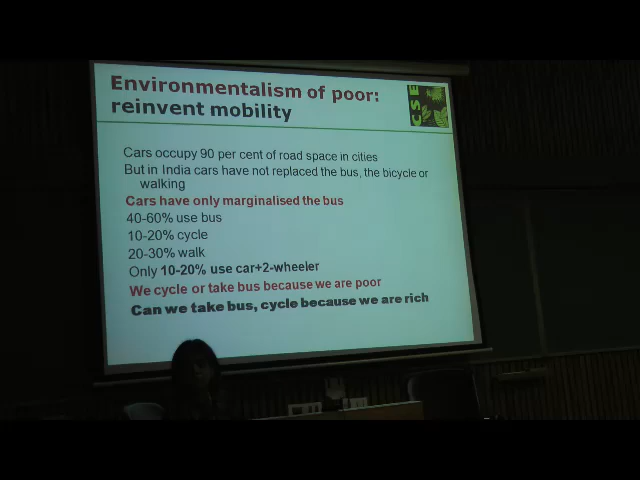 Environmentalism of poor:
reinvent mobility
CSE
Cars occupy 90 per cent of road space in cities
But in India cars have not replaced the bus, the bicycle or
walking
Cars have only marginalised the bus
40-60% use bus
10-20% cycle
20-30% walk
Only 10-20% use car+2-wheeler
We cycle or take bus because we are poor
Can we take bus, cycle because we are rich